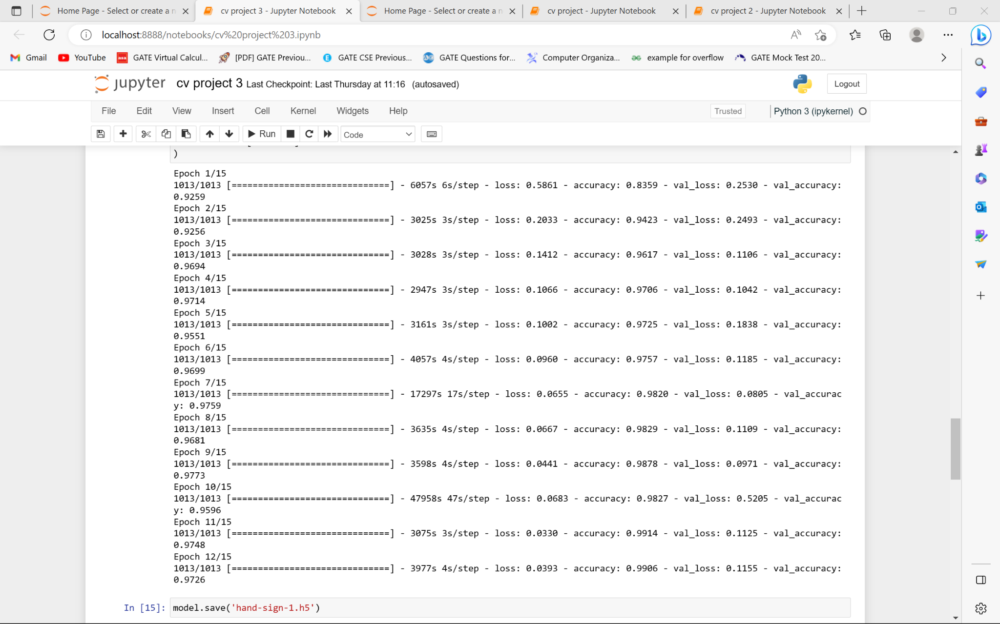 Home Page - Select or create a n
cv project 3 - Jupyter Notebook
Home Page - Select or create a n
cv project - Jupyter Notebook
cv project 2 - Jupyter Notebook
localhost:8888/notebooks/cv%20project%203.ipynb
Gmail
YouTube
GATE Virtual Calcul...
[PDF] GATE Previou...
GATE CSE Previous...
GATE Questions for...
Computer Organiza...
example for overflow
GATE Mock Test 20...
jupyter cv project 3 Last Checkpoint: Last Thursday at 11:16 (autosaved)
Logout
File Edit View Insert Cell Kernel Widgets Help
Trusted
Python 3 (ipykernel)
Run
Code
)
Epoch 1/15
1013/1013 [==============================] - 6057s 6s/step - loss: 0.5861 - accuracy: 0.8359 - val_loss: 0.2530 - val_accuracy:
0.9259
Epoch 2/15
1013/1013 [==============================] - 3025s 3s/step - loss: 0.2033 - accuracy: 0.9423 - val_loss: 0.2493 - val_accuracy:
0.9256
Epoch 3/15
1013/1013 [==============================] - 3028s 3s/step - loss: 0.1412 - accuracy: 0.9617 - val_loss: 0.1106 - val_accuracy:
0.9694
Epoch 4/15
1013/1013 [==============================] - 2947s 3s/step - loss: 0.1066 - accuracy: 0.9706 - val_loss: 0.1042 - val_accuracy:
0.9714
Epoch 5/15
1013/1013 [==============================] - 3161s 3s/step - loss: 0.1002 - accuracy: 0.9725 - val_loss: 0.1838 - val_accuracy:
0.9551
Epoch 6/15
1013/1013 [==============================] - 4057s 4s/step - loss: 0.0960 - accuracy: 0.9757 - val_loss: 0.1185 - val_accuracy:
0.9699
Epoch 7/15
1013/1013 [==============================] - 17297s 17s/step - loss: 0.0655 - accuracy: 0.9820 - val_loss: 0.0805 - val_accurac
y: 0.9759
Epoch 8/15
1013/1013 [==============================] - 3635s 4s/step - loss: 0.0667 - accuracy: 0.9829 - val_loss: 0.1109 - val_accuracy:
0.9681
Epoch 9/15
1013/1013 [==============================] - 3598s 4s/step - loss: 0.0441 - accuracy: 0.9878 - val_loss: 0.0971 - val_accuracy:
0.9773
Epoch 10/15
1013/1013 [==============================] - 47958s 47s/step - loss: 0.0683 - accuracy: 0.9827 - val_loss: 0.5205 - val_accurac
y: 0.9596
Epoch 11/15
1013/1013 [==============================] - 3075s 3s/step - loss: 0.0330 - accuracy: 0.9914 - val_loss: 0.1125 - val_accuracy:
0.9748
Epoch 12/15
1013/1013 [==============================] - 3977s 4s/step - loss: 0.0393 - accuracy: 0.9906 - val_loss: 0.1155 - val_accuracy:
0.9726
In [15]: model.save('hand-sign-1.h5')